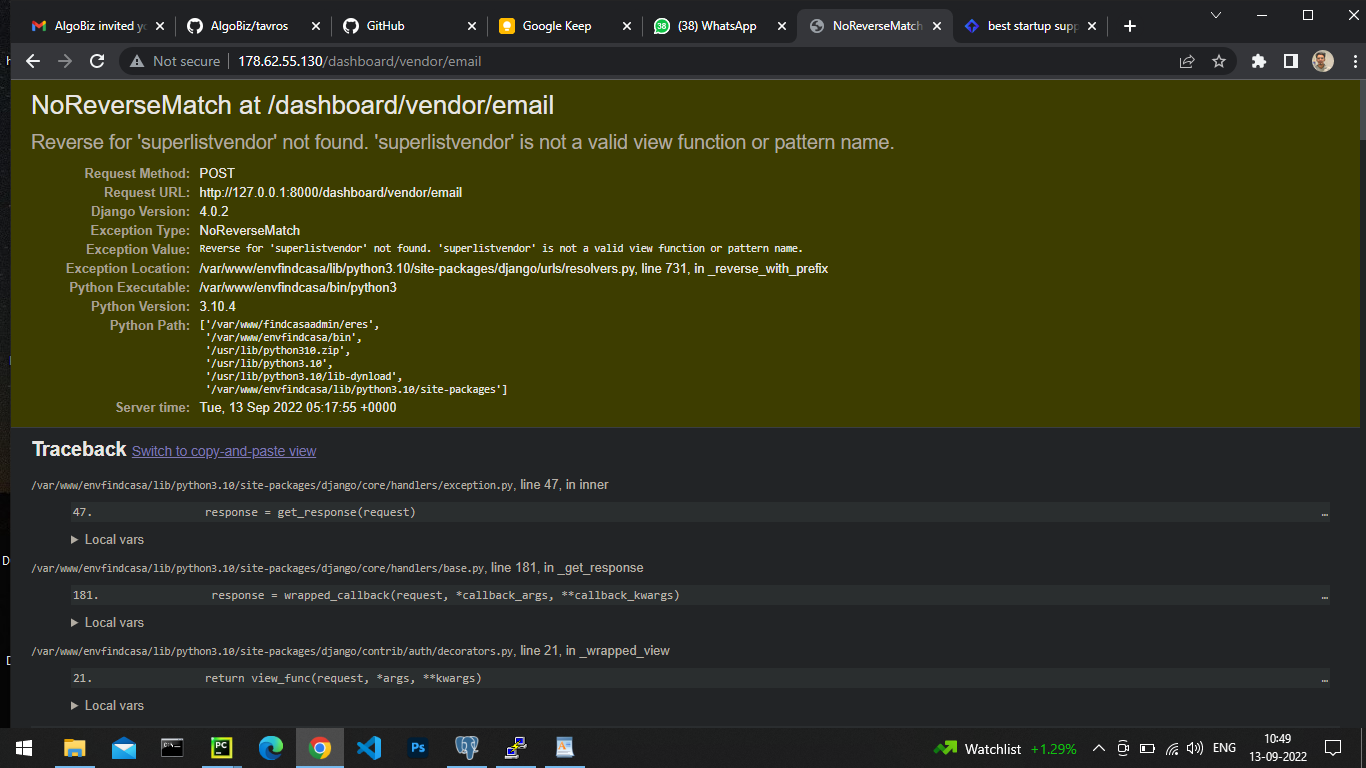 AlgoBiz invited yo
AlgoBiz/tavros
GitHub
Google Keep
(38) WhatsApp
NoReverseMatch
best startup supp
Not secure
178.62.55.130/dashboard/vendor/email
NoReverseMatch at /dashboard/vendor/email
Reverse for 'superlistvendor' not found. 'superlistvendor' is not a valid view function or pattern name.
Request Method: POST
Request URL: http://127.0.0.1:8000/dashboard/vendor/email
Django Version: 4.0.2
Exception Type: NoReverseMatch
Exception Value: Reverse for 'superlistvendor' not found. 'superlistvendor' is not a valid view function or pattern name.
Exception Location: /var/www/envfindcasa/lib/python3.10/site-packages/django/urls/resolvers.py, line 731, in _reverse_with_prefix
Python Executable: /var/www/envfindcasa/bin/python3
Python Version: 3.10.4
Python Path: ['/var/www/findcasaadmin/eres',
'/var/www/envfindcasa/bin',
'/usr/lib/python310.zip',
'/usr/lib/python3.10',
'/usr/lib/python3.10/lib-dynload',
'/var/www/envfindcasa/lib/python3.10/site-packages']
Server time: Tue, 13 Sep 2022 05:17:55 +0000
Traceback Switch to copy-and-paste view
/var/www/envfindcasa/lib/python3.10/site-packages/django/core/handlers/exception.py, line 47, in inner
47. response = get_response(request) …
▶ Local vars
/var/www/envfindcasa/lib/python3.10/site-packages/django/core/handlers/base.py, line 181, in _get_response
181. response = wrapped_callback(request, *callback_args, **callback_kwargs) …
▶ Local vars
/var/www/envfindcasa/lib/python3.10/site-packages/django/contrib/auth/decorators.py, line 21, in _wrapped_view
21. return view_func(request, *args, **kwargs) …
▶ Local vars
PC
Ps
Watchlist +1.29%
ENG
10:49
13-09-2022